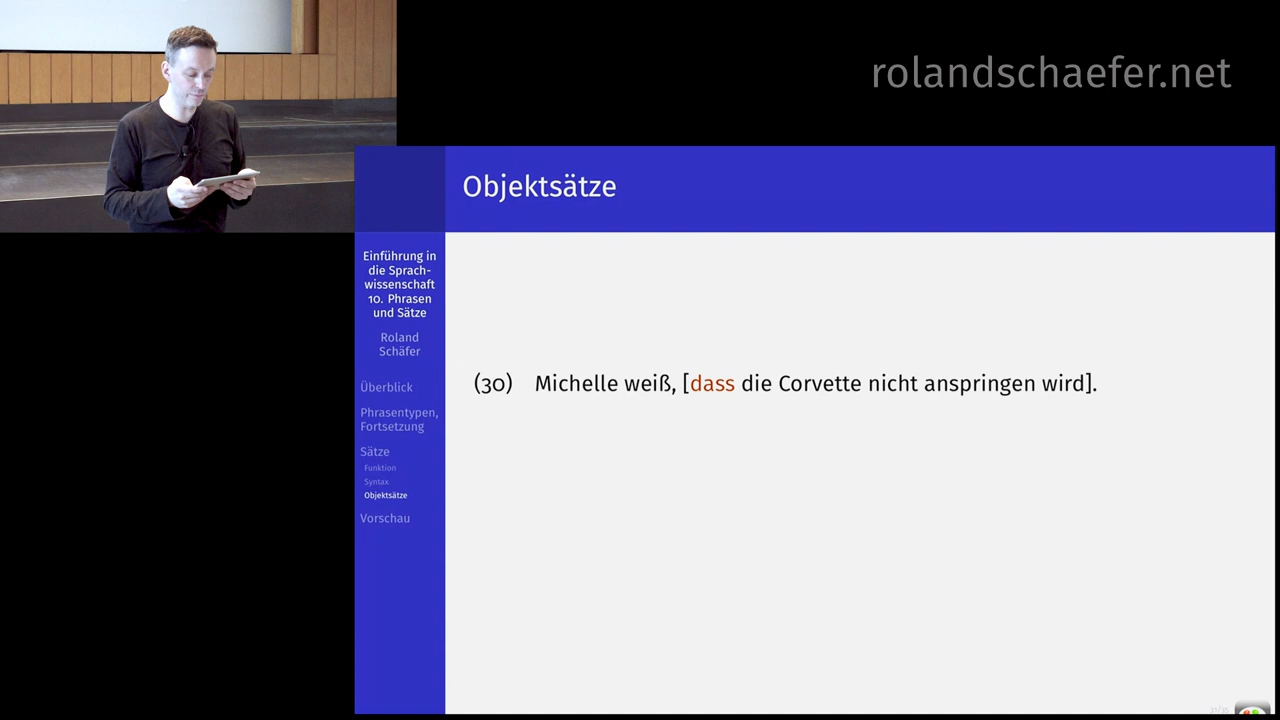 rolandschaefer.net
Objektsätze
Einführung in
die Sprach-
wissenschaft
10. Phrasen
und Sätze
Roland
Schäfer
Überblick
Phrasentypen,
Fortsetzung
Sätze
Funktion
Syntax
Objektsätze
Vorschau
(30) Michelle weiß, [dass die Corvette nicht anspringen wird].